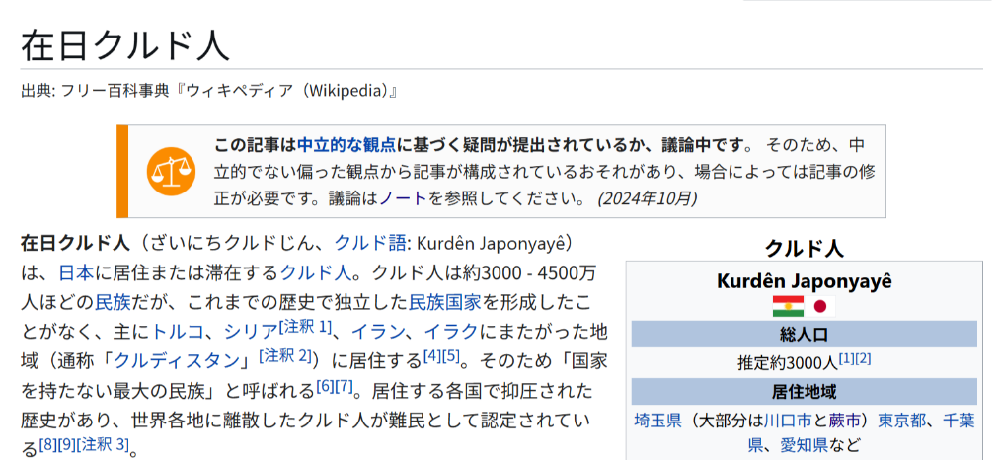 在日クルド人
出典: フリー百科事典『ウィキペディア（Wikipedia）』
この記事は中立的な観点に基づく疑問が提出されているか、議論中です。 そのため、中
立的でない偏った観点から記事が構成されているおそれがあり、場合によっては記事の修
正が必要です。議論はノートを参照してください。 (2024年10月)
在日クルド人（ざいにちクルドじん、クルド語: Kurdên Japonyayê）
は、日本に居住または滞在するクルド人。クルド人は約3000 - 4500万
人ほどの民族だが、これまでの歴史で独立した民族国家を形成したこ
とがなく、主にトルコ、シリア[注釈 1]、イラン、イラクにまたがった地
域（通称「クルディスタン」[注釈 2]）に居住する[4][5]。そのため「国家
を持たない最大の民族」と呼ばれる[6][7]。居住する各国で抑圧された
歴史があり、世界各地に離散したクルド人が難民として認定されてい
る[8][9][注釈 3]。
クルド人
Kurdên Japonyayê
総人口
推定約3000人[1][2]
居住地域
埼玉県（大部分は川口市と蕨市）東京都、千葉
県、愛知県など